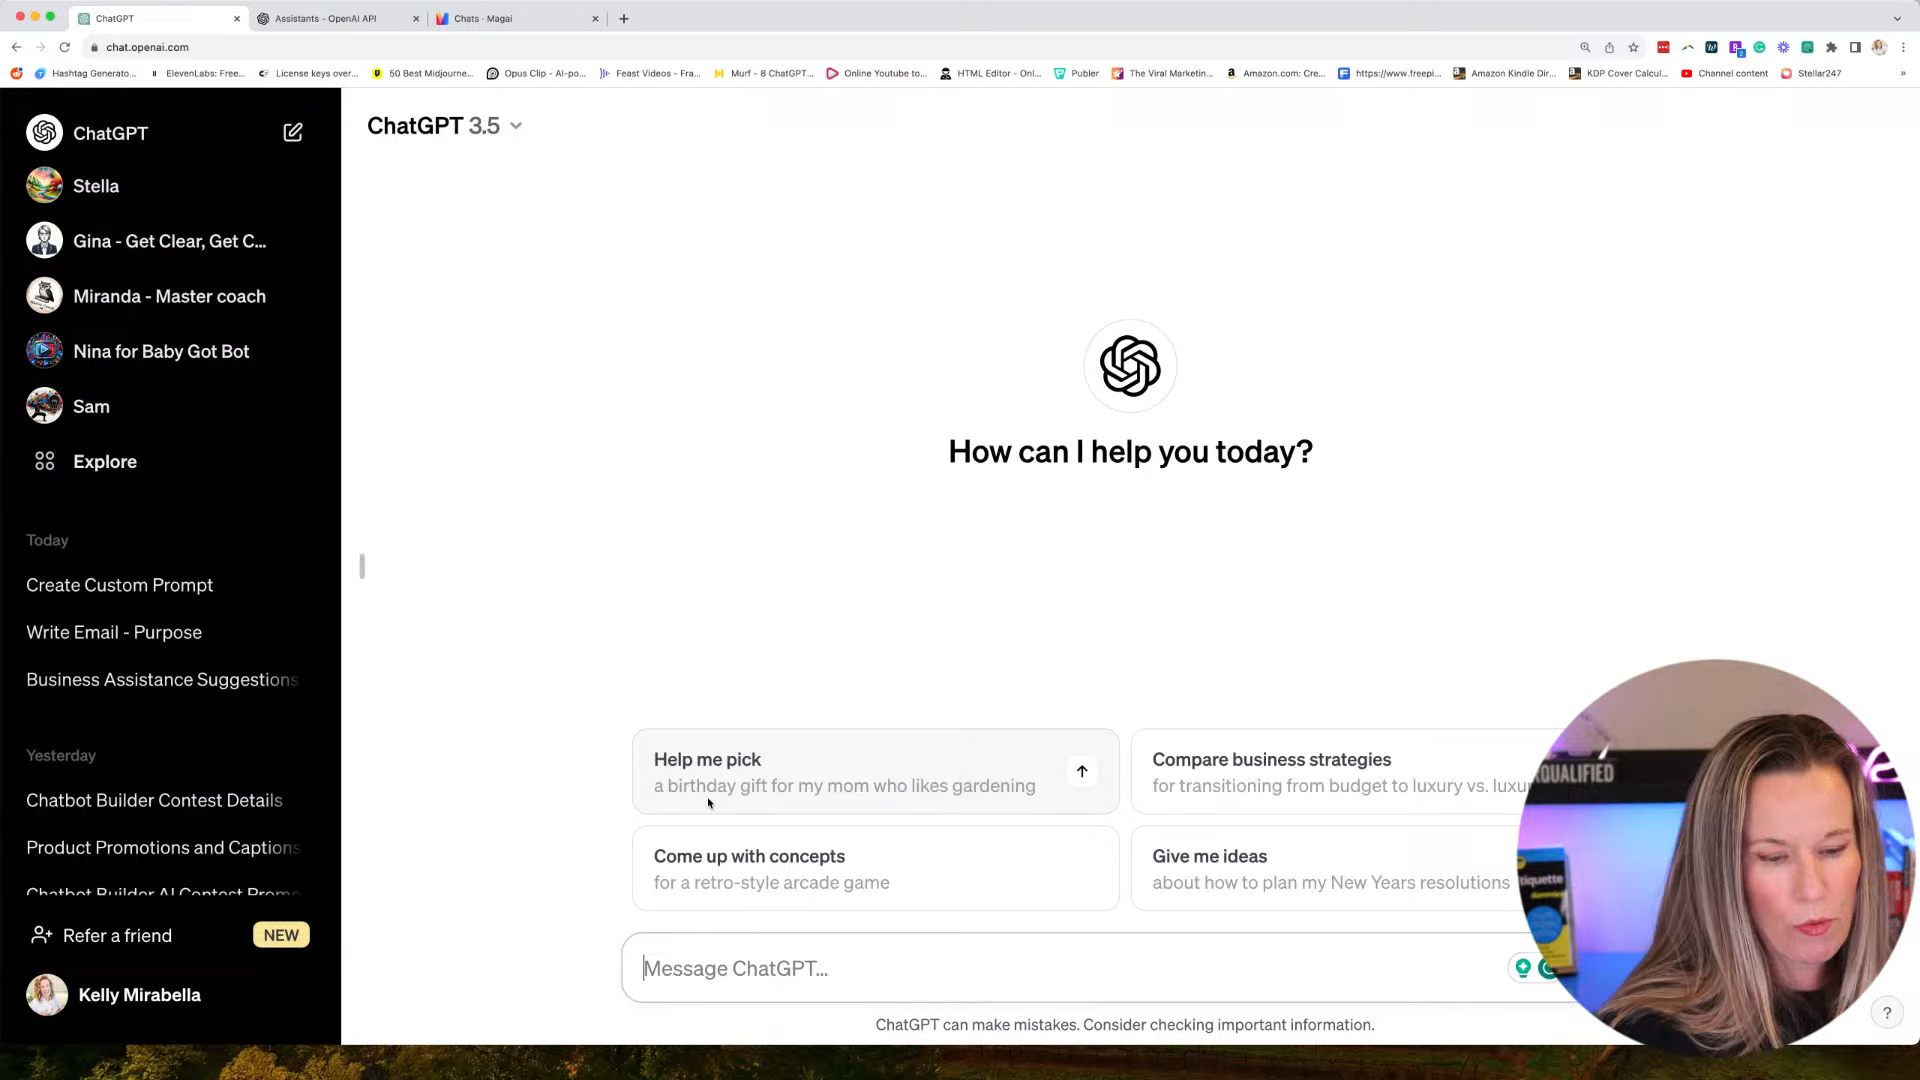 ChatGPT
Assistants - OpenAI API
Chats - Magai
chat.openai.com
Hashtag Generato...
ElevenLabs: Free...
License keys over...
50 Best Midjourne...
Opus Clip - AI-po...
Feast Videos - Fra...
Murf - 8 ChatGPT...
Online Youtube to...
HTML Editor - Onl...
Publer
The Viral Marketin...
Amazon.com: Cre...
https://www.freepi...
Amazon Kindle Dir...
KDP Cover Calcul...
Channel content
Stellar247
»
ChatGPT
Stella
Gina - Get Clear, Get C...
Miranda - Master coach
Nina for Baby Got Bot
Sam
Explore
Today
Create Custom Prompt
Write Email - Purpose
Business Assistance Suggestions
Yesterday
Chatbot Builder Contest Details
Product Promotions and Captions
Chatbot Builder AI Contest Promo
Refer a friend
NEW
Kelly Mirabella
ChatGPT 3.5
How can I help you today?
Help me pick
a birthday gift for my mom who likes gardening
Compare business strategies
for transitioning from budget to luxury vs. luxu
Come up with concepts
for a retro-style arcade game
Give me ideas
about how to plan my New Years resolutions
Message ChatGPT...
ChatGPT can make mistakes. Consider checking important information.
?
QUALIFIED
tiquette